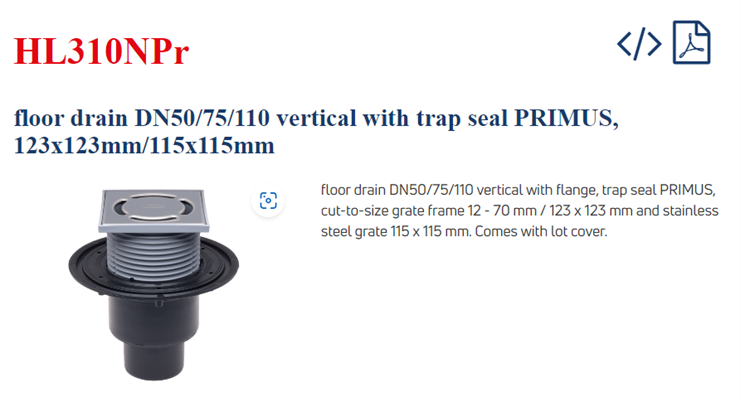 HL310NPr
floor drain DN50/75/110 vertical with trap seal PRIMUS,
123x123mm/115x115mm
floor drain DN50/75/110 vertical with flange, trap seal PRIMUS,
cut-to-size grate frame 12 - 70 mm / 123 x 123 mm and stainless
steel grate 115 x 115 mm. Comes with lot cover.